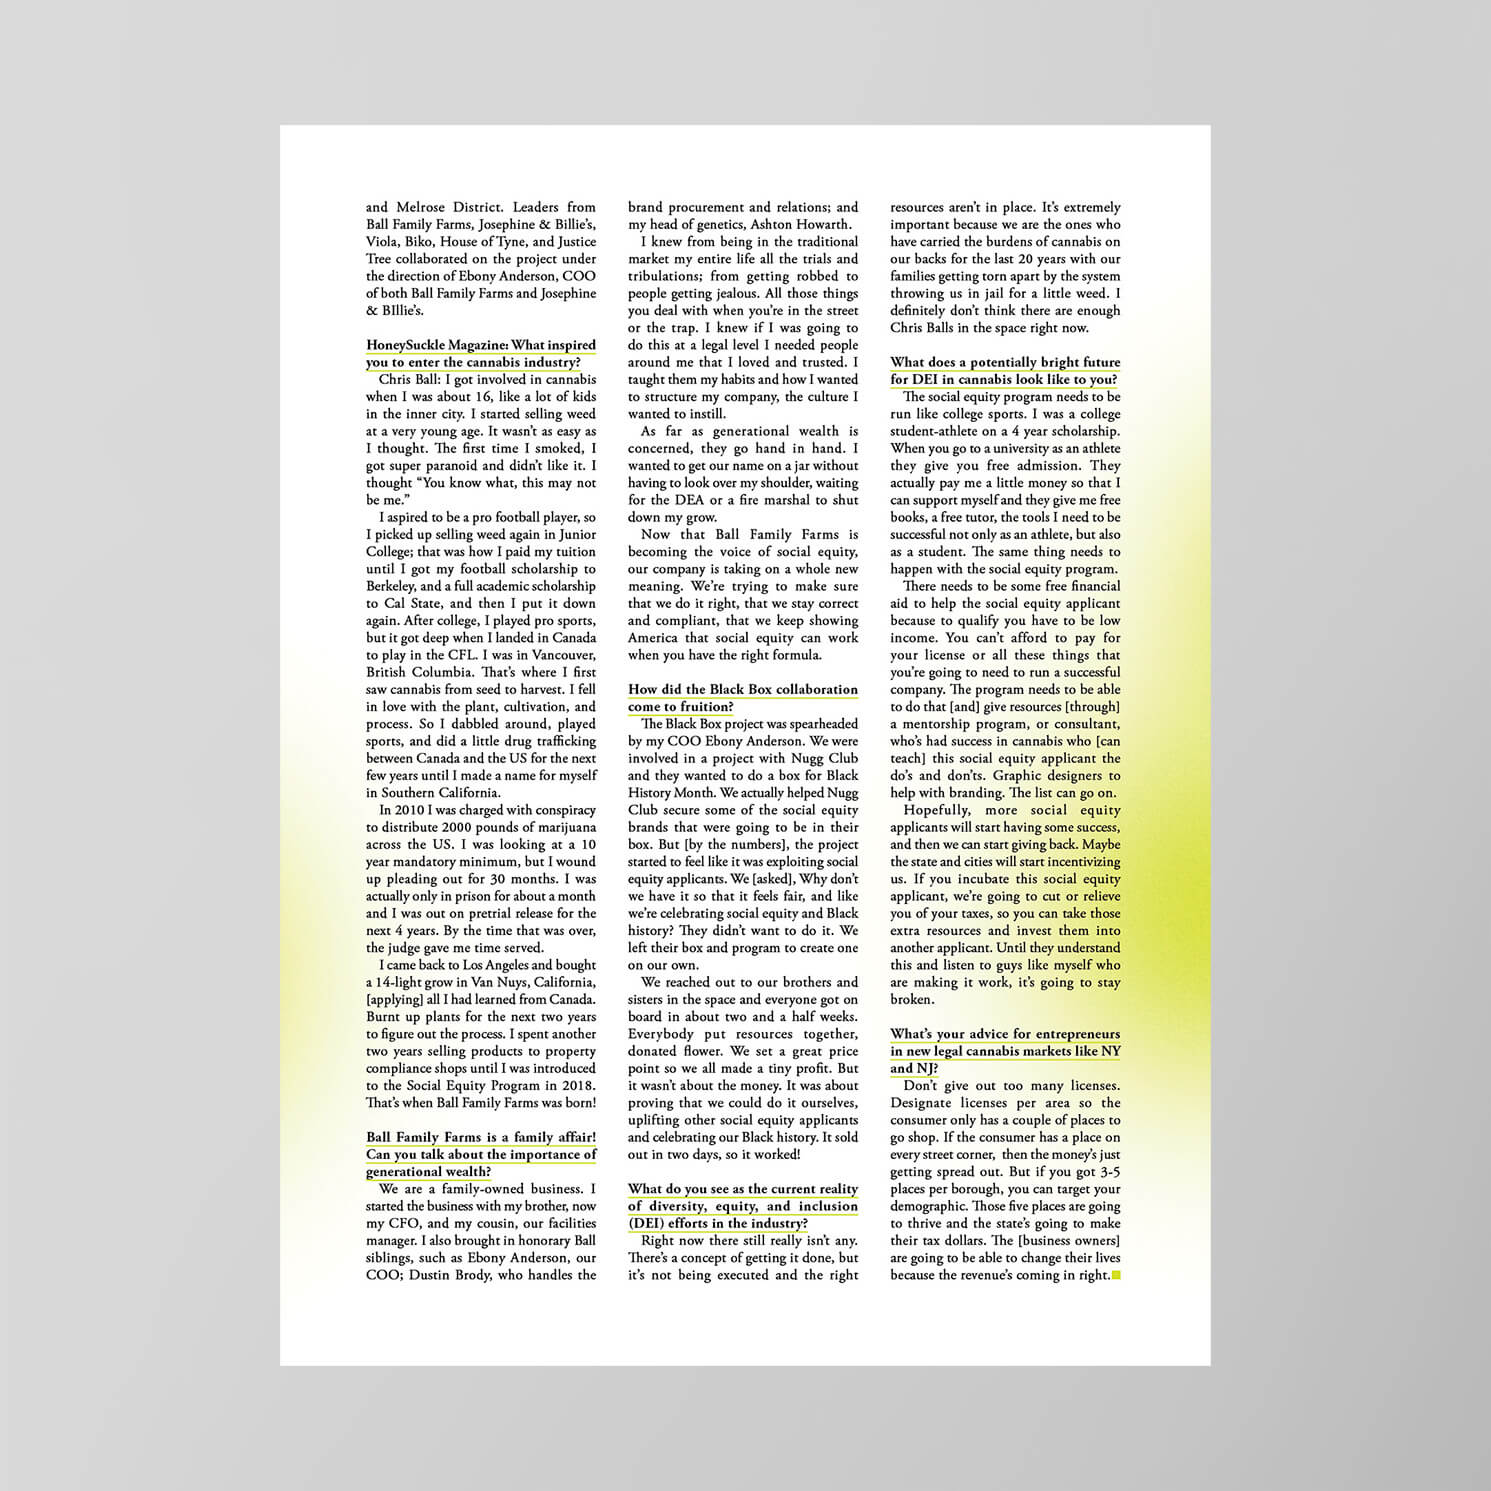 and Melrose District. Leaders from
Ball Family Farms, Josephine & Billie's,
Viola, Biko, House of Tyne, and Justice
Tree collaborated on the project under
the direction of Ebony Anderson, COO
of both Ball Family Farms and Josephine
& BIllie's.
HoneySuckle Magazine: What inspired
you to enter the cannabis industry?
Chris Ball: I got involved in cannabis
when I was about 16, like a lot of kids
in the inner city. I started selling weed
at a very young age. It wasn't as easy as
I thought. The first time I smoked, I
got super paranoid and didn't like it. I
thought “You know what, this may not
be me.”
I aspired to be a pro football player, so
I picked up selling weed again in Junior
College; that was how I paid my tuition
until I got my football scholarship to
Berkeley, and a full academic scholarship
to Cal State, and then I put it down
again. After college, I played pro sports,
but it got deep when I landed in Canada
to play in the CFL. I was in Vancouver,
British Columbia. That's where I first
saw cannabis from seed to harvest. I fell
in love with the plant, cultivation, and
process. So I dabbled around, played
sports, and did a little drug trafficking
between Canada and the US for the next
few years until I made a name for myself
in Southern California.
In 2010 I was charged with conspiracy
to distribute 2000 pounds of marijuana
across the US. I was looking at a 10
year mandatory minimum, but I wound
up pleading out for 30 months. I was
actually only in prison for about a month
and I was out on pretrial release for the
next 4 years. By the time that was over,
the judge gave me time served.
I came back to Los Angeles and bought
a 14-light grow in Van Nuys, California,
[applying] all I had learned from Canada.
Burnt up plants for the next two years
to figure out the process. I spent another
two years selling products to property
compliance shops until I was introduced
to the Social Equity Program in 2018.
That's when Ball Family Farms was born!
Ball Family Farms is a family affair!
Can you talk about the importance of
generational wealth?
We are a family-owned business. I
started the business with my brother, now
my CFO, and my cousin, our facilities
manager. I also brought in honorary Ball
siblings, such as Ebony Anderson, our
COO; Dustin Brody, who handles the
brand procurement and relations; and
my head of genetics, Ashton Howarth.
I knew from being in the traditional
market my entire life all the trials and
tribulations; from getting robbed to
people getting jealous. All those things
you deal with when you're in the street
or the trap. I knew if I was going to
do this at a legal level I needed people
around me that I loved and trusted. I
taught them my habits and how I wanted
to structure my company, the culture I
wanted to instill.
As far as generational wealth is
concerned, they go hand in hand. I
wanted to get our name on a jar without
having to look over my shoulder, waiting
for the DEA or a fire marshal to shut
down my grow.
Now that Ball Family Farms is
becoming the voice of social equity,
our company is taking on a whole new
meaning. We're trying to make sure
that we do it right, that we stay correct
and compliant, that we keep showing
America that social equity can work
when you have the right formula.
How did the Black Box collaboration
come to fruition?
The Black Box project was spearheaded
by my COO Ebony Anderson. We were
involved in a project with Nugg Club
and they wanted to do a box for Black
History Month. We actually helped Nugg
Club secure some of the social equity
brands that were going to be in their
box. But [by the numbers], the project
started to feel like it was exploiting social
equity applicants. We [asked], Why don't
we have it so that it feels fair, and like
we're celebrating social equity and Black
history? They didn't want to do it. We
left their box and program to create one
on our own.
We reached out to our brothers and
sisters in the space and everyone got on
board in about two and a half weeks.
Everybody put resources together,
donated flower. We set a great price
point so we all made a tiny profit. But
it wasn't about the money. It was about
proving that we could do it ourselves,
uplifting other social equity applicants
and celebrating our Black history. It sold
out in two days, so it worked!
What do you see as the current reality
of diversity, equity, and inclusion
(DEI) efforts in the industry?
Right now there still really isn't any.
There's a concept of getting it done, but
it's not being executed and the right
resources aren't in place. It's extremely
important because we are the ones who
have carried the burdens of cannabis on
our backs for the last 20 years with our
families getting torn apart by the system
throwing us in jail for a little weed. I
definitely don't think there are enough
Chris Balls in the space right now.
What does a potentially bright future
for DEI in cannabis look like to you?
The social equity program needs to be
run like college sports. I was a college
student-athlete on a 4 year scholarship.
When you go to a university as an athlete
they give you free admission. They
actually pay me a little money so that I
can support myself and they give me free
books, a free tutor, the tools I need to be
successful not only as an athlete, but also
as a student. The same thing needs to
happen with the social equity program.
There needs to be some free financial
aid to help the social equity applicant
because to qualify you have to be low
income. You can't afford to pay for
your license or all these things that
you're going to need to run a successful
company. The program needs to be able
to do that [and] give resources [through]
a mentorship program, or consultant,
who's had success in cannabis who [can
teach] this social equity applicant the
do's and don'ts. Graphic designers to
help with branding. The list can go on.
Hopefully, more social equity
applicants will start having some success,
and then we can start giving back. Maybe
the state and cities will start incentivizing
us. If you incubate this social equity
applicant, we're going to cut or relieve
you of your taxes, so you can take those
extra resources and invest them into
another applicant. Until they understand
this and listen to guys like myself who
are making it work, it's going to stay
broken.
What's your advice for entrepreneurs
in new legal cannabis markets like NY
and NJ?
Don't give out too many licenses.
Designate licenses per area so the
consumer only has a couple of places to
go shop. If the consumer has a place on
every street corner, then the money's just
getting spread out. But if you got 3-5
places per borough, you can target your
demographic. Those five places are going
to thrive and the state's going to make
their tax dollars. The [business owners]
are going to be able to change their lives
because the revenue's coming in right.